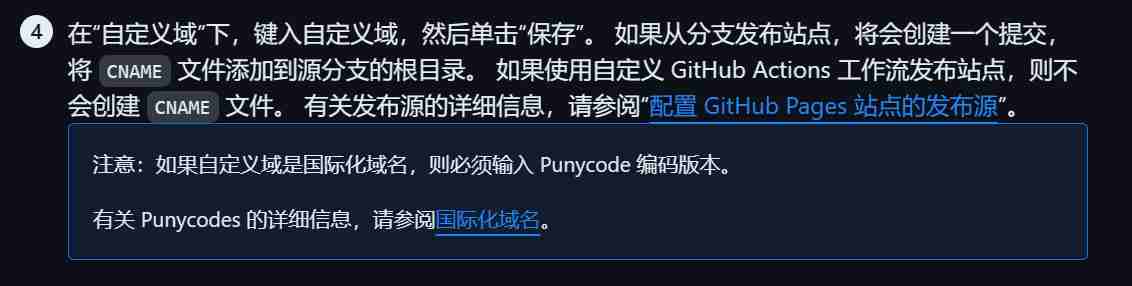 4
在“自定义域”下，键入自定义域，然后单击“保存”。 如果从分支发布站点，将会创建一个提交，
将 CNAME 文件添加到源分支的根目录。 如果使用自定义 GitHub Actions 工作流发布站点，则不
会创建 CNAME 文件。 有关发布源的详细信息，请参阅“配置 GitHub Pages 站点的发布源”。
注意：如果自定义域是国际化域名，则必须输入 Punycode 编码版本。
有关 Punycodes 的详细信息，请参阅国际化域名。